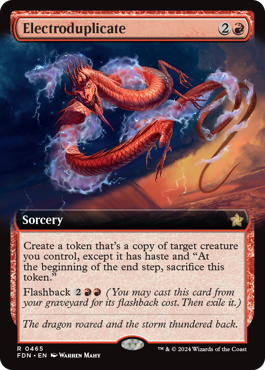 Electroduplicate 2
Sorcery
Create a token that's a copy of target creature
you control, except it has haste and "At
the beginning of the end step, sacrifice this
token."
Flashback 2 (You may cast this card from
your graveyard for its flashback cost. Then exile it.)
The dragon roared and the storm thundered back.
R 0465
FDN • EN WARREN MAHY
™ & © 2024 Wizards of the Coast